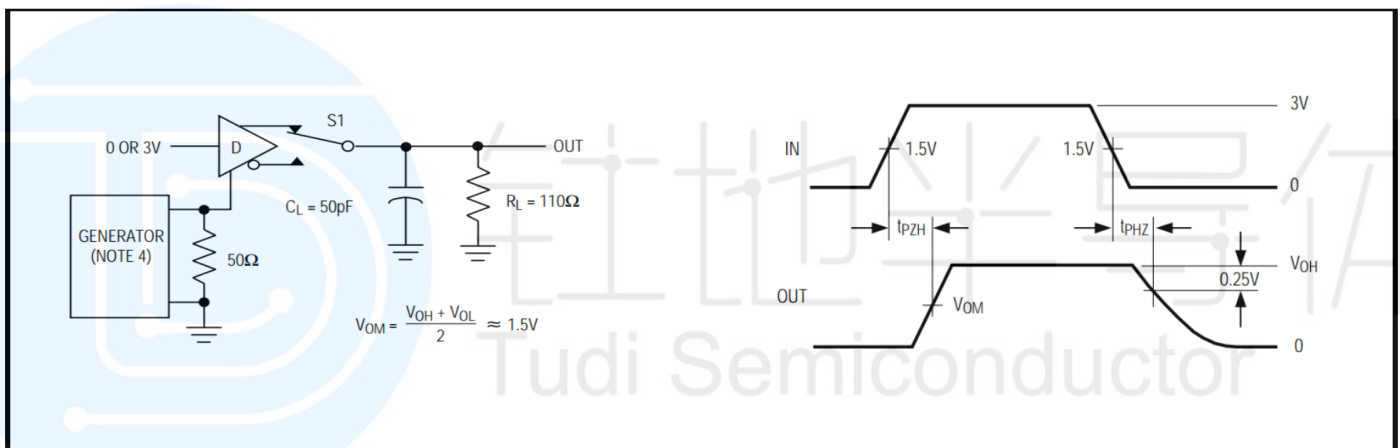 S1
0 OR 3V
D
OUT
C_L = 50pF
R_L = 110Ω
GENERATOR
(NOTE 4)
50Ω
V_OM = (V_OH + V_OL) / 2 ≈ 1.5V
3V
IN
1.5V
1.5V
0
t_PZH
t_PHZ
V_OH
0.25V
OUT
V_OM
0
Tudi Semiconductor